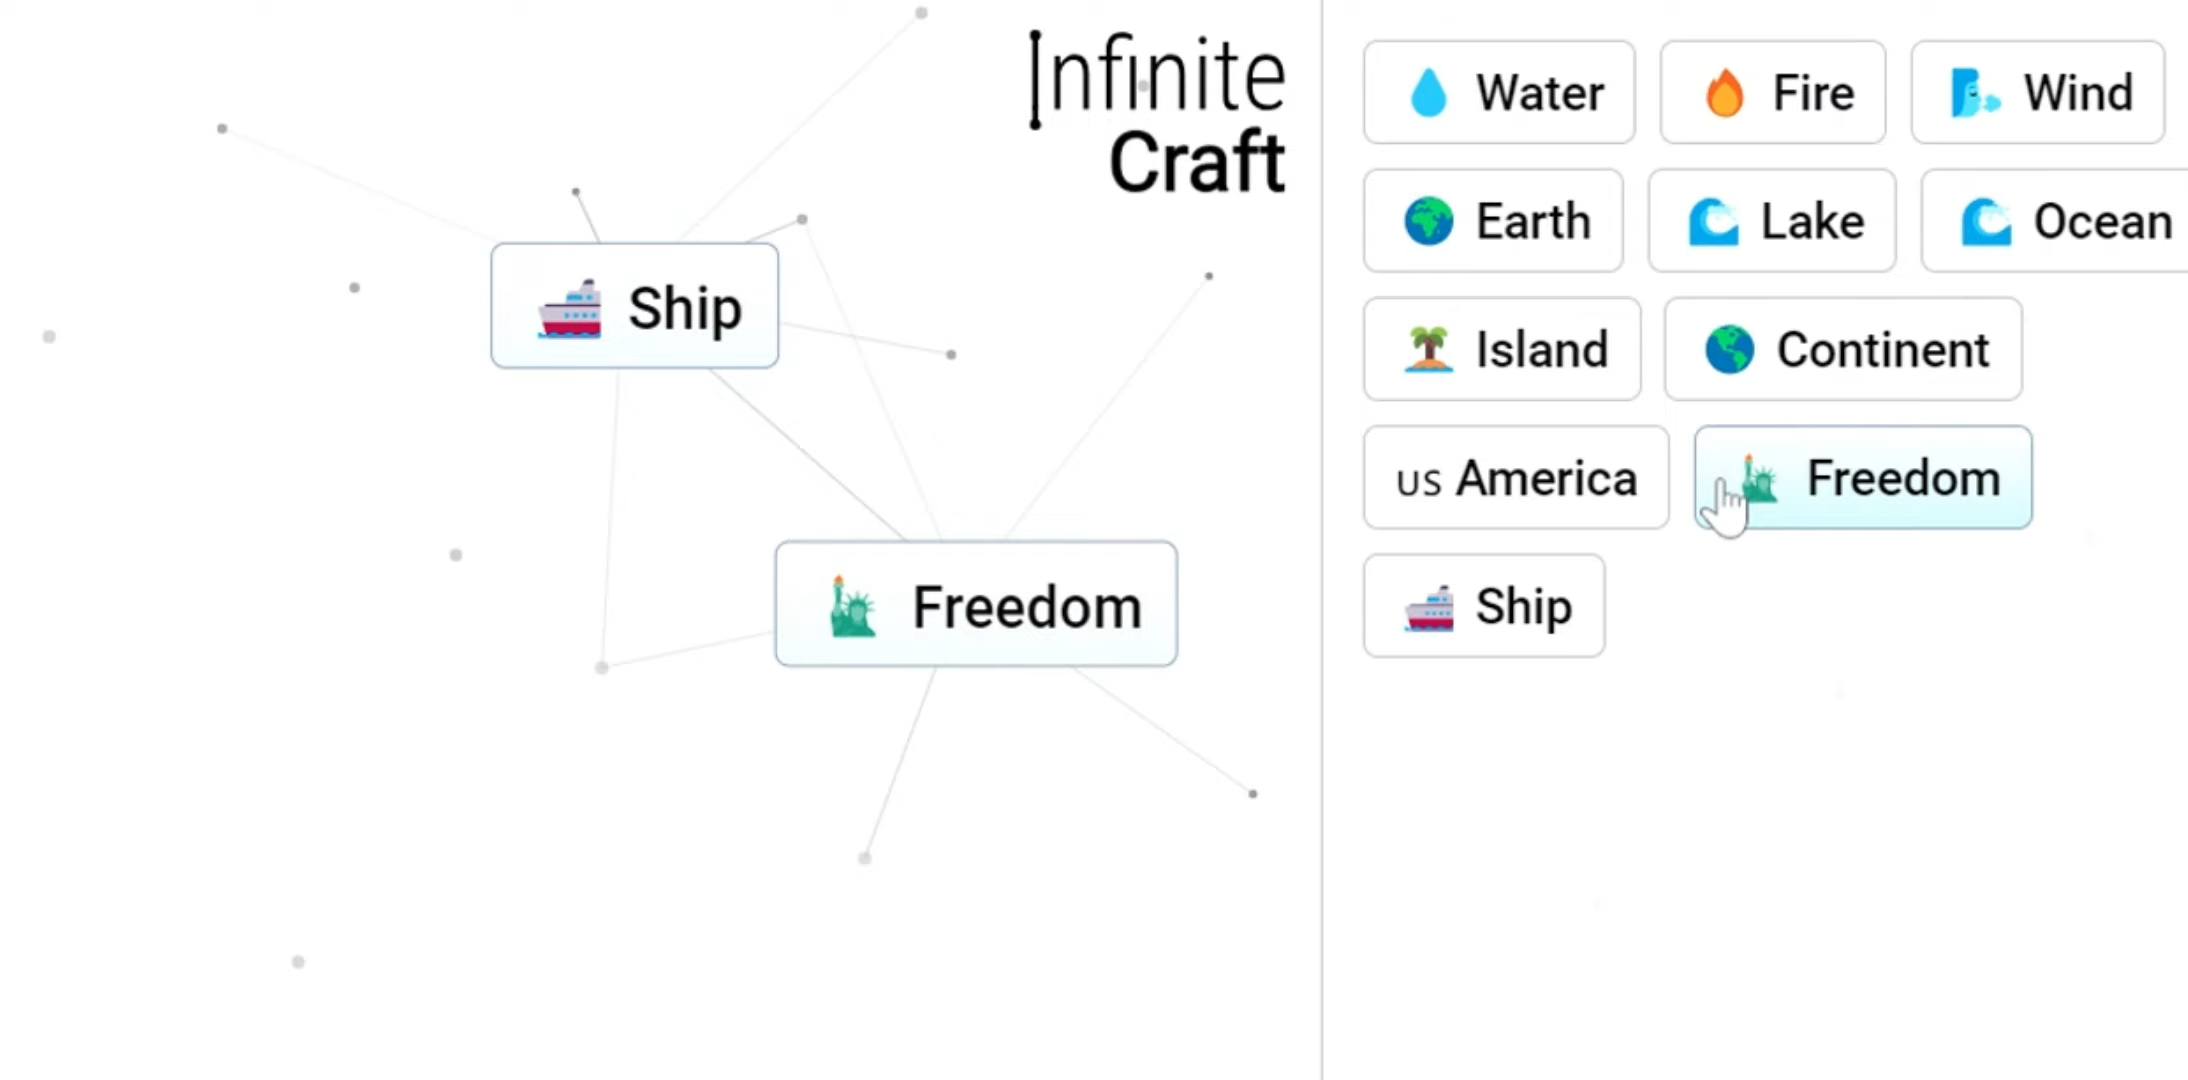 Infinite
Craft
Ship
Freedom
Water Fire Wind
Earth Lake Ocean
Island Continent
US America Freedom
Ship